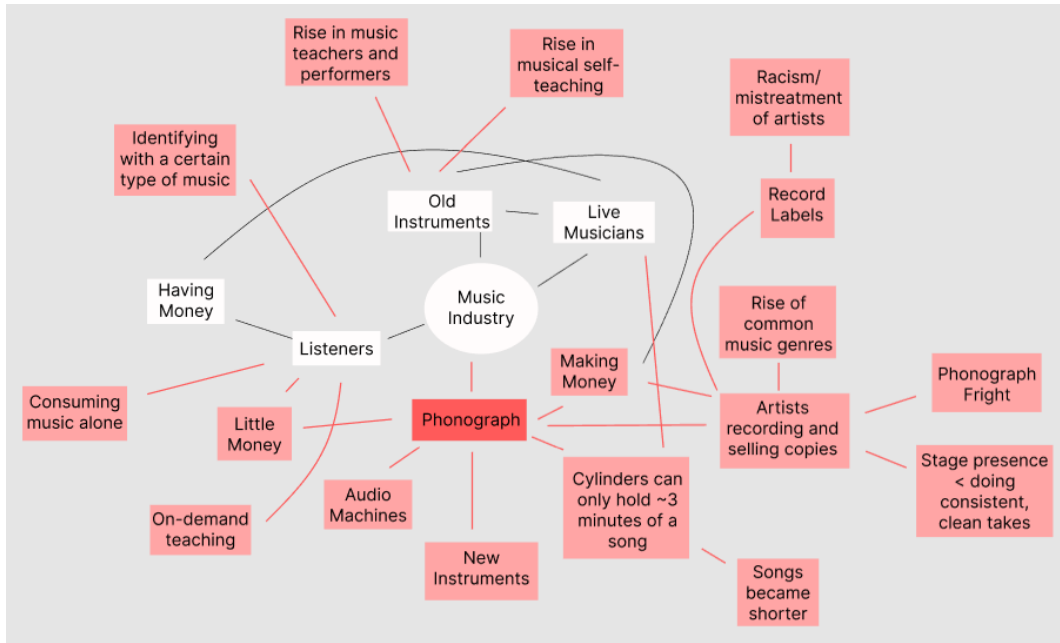 Rise in music
teachers and
performers
Rise in
musical self-
teaching
Racism/
mistreatment
of artists
Identifying
with a certain
type of music
Old
Instruments
Live
Musicians
Record
Labels
Having
Money
Music
Industry
Listeners
Rise of
common
music genres
Making
Money
Phonograph
Fright
Consuming
music alone
Little
Money
Phonograph
Artists
recording and
selling copies
Stage presence
< doing
consistent,
clean takes
On-demand
teaching
Audio
Machines
Cylinders can
only hold ~3
minutes of a
song
New
Instruments
Songs
became
shorter